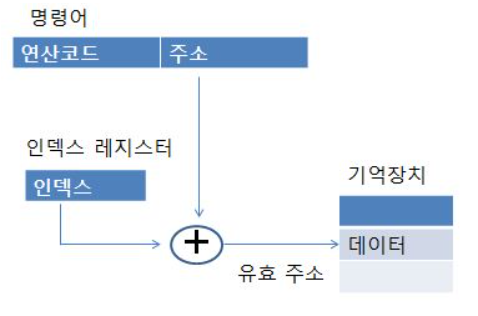 명령어
연산코드 주소
인덱스 레지스터
인덱스
기억장치
+
데이터
유효 주소